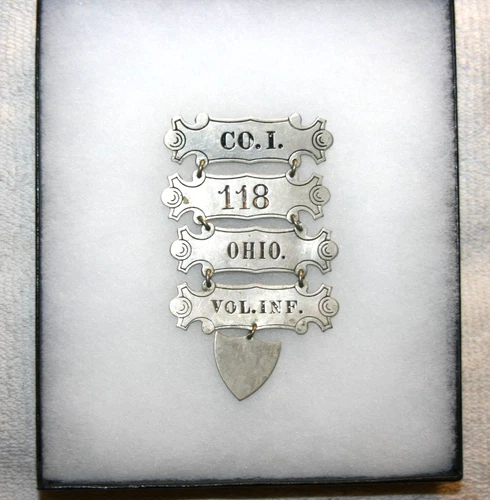 CO. I.
118
OHIO.
VOL. INF.